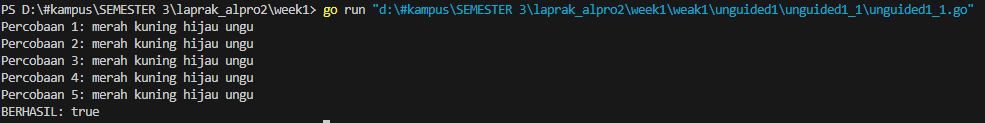 PS D:\#kampus\SEMESTER 3\laprak_alpro2\week1> go run "d:\#kampus\SEMESTER 3\laprak_alpro2\week1\weak1\unguided1\unguided1_1\unguided1_1.go"
Percobaan 1: merah kuning hijau ungu
Percobaan 2: merah kuning hijau ungu
Percobaan 3: merah kuning hijau ungu
Percobaan 4: merah kuning hijau ungu
Percobaan 5: merah kuning hijau ungu
BERHASIL: true